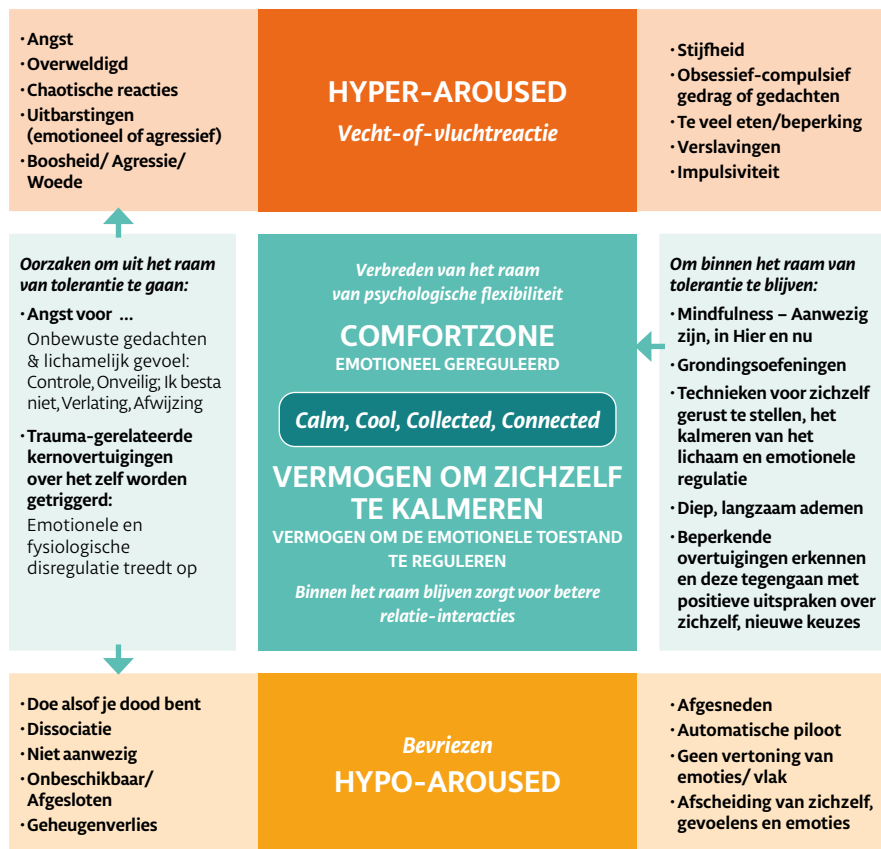 · Angst
· Overweldigd
· Chaotische reacties
· Uitbarstingen
(emotioneel of agressief)
· Boosheid/ Agressie/
Woede
HYPER-AROUSED
Vecht-of-vluchtreactie
· Stijfheid
· Obsessief-compulsief
gedrag of gedachten
· Te veel eten/beperking
· Verslavingen
· Impulsiviteit
Oorzaken om uit het raam
van tolerantie te gaan:
· Angst voor ...
Onbewuste gedachten
& lichamelijk gevoel:
Controle, Onveilig; Ik besta
niet, Verlating, Afwijzing
· Trauma-gerelateerde
kernovertuigingen
over het zelf worden
getriggerd:
Emotionele en
fysiologische
disregulatie treedt op
Verbreden van het raam
van psychologische flexibiliteit
COMFORTZONE
EMOTIONEEL GEREGULEERD
Calm, Cool, Collected, Connected
VERMOGEN OM ZICHZELF
TE KALMEREN
VERMOGEN OM DE EMOTIONELE TOESTAND
TE REGULEREN
Binnen het raam blijven zorgt voor betere
relatie-interacties
Om binnen het raam van
tolerantie te blijven:
· Mindfulness – Aanwezig
zijn, in Hier en nu
· Grondingsoefeningen
· Technieken voor zichzelf
gerust te stellen, het
kalmeren van het
lichaam en emotionele
regulatie
· Diep, langzaam ademen
· Beperkende
overtuigingen erkennen
en deze tegengaan met
positieve uitspraken over
zichzelf, nieuwe keuzes
· Doe alsof je dood bent
· Dissociatie
· Niet aanwezig
· Onbeschikbaar/
Afgesloten
· Geheugenverlies
Bevriezen
HYPO-AROUSED
· Afgesneden
· Automatische piloot
· Geen vertoning van
emoties/ vlak
· Afscheiding van zichzelf,
gevoelens en emoties